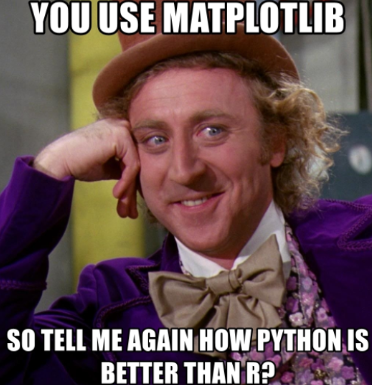 YOU USE MATPLOTLIB
SO TELL ME AGAIN HOW PYTHON IS
BETTER THAN R?